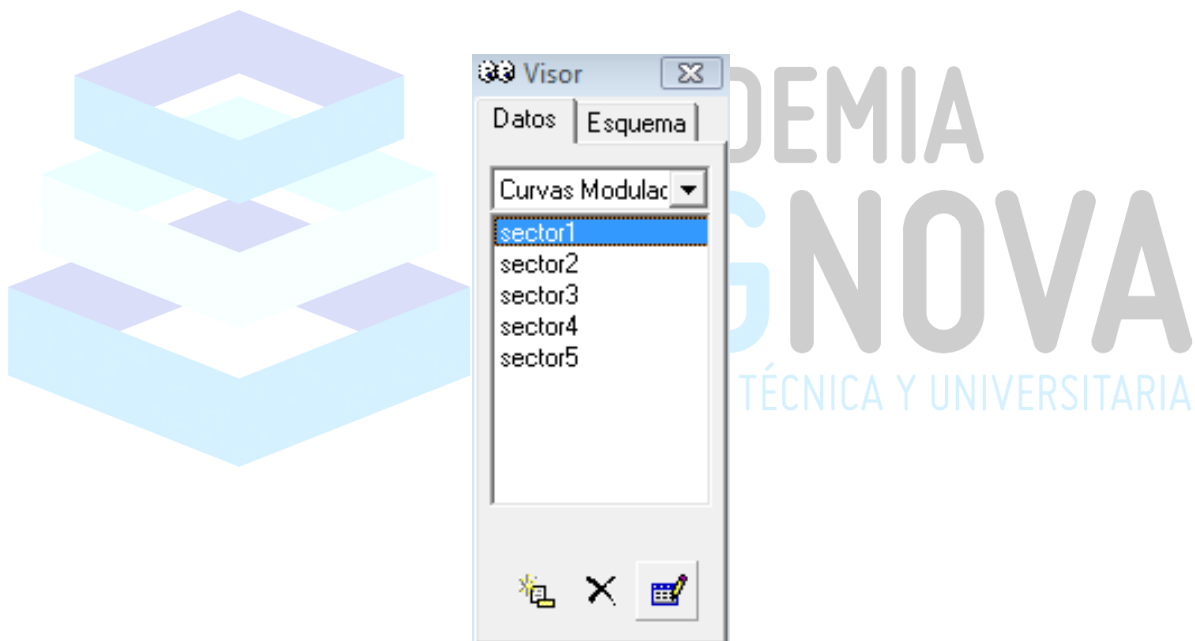 Visor
Datos
Esquema
Curvas Modulac
sector1
sector2
sector3
sector4
sector5
DEMIA
GNOVA
TÉCNICA Y UNIVERSITARIA